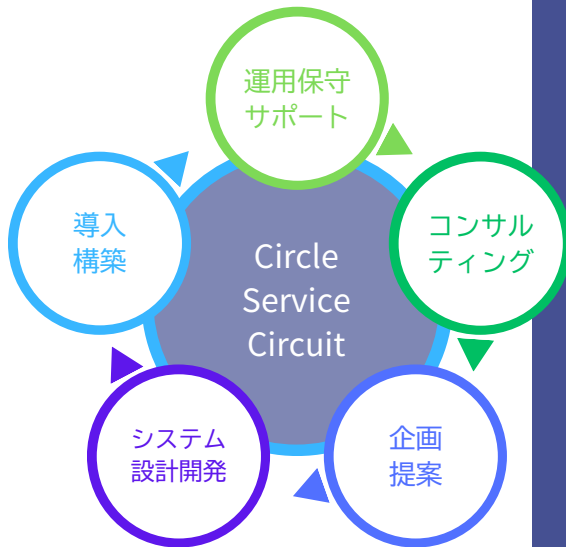 運用保守
サポート
コンサル
ティング
企画
提案
システム
設計開発
導入
構築
Circle
Service
Circuit